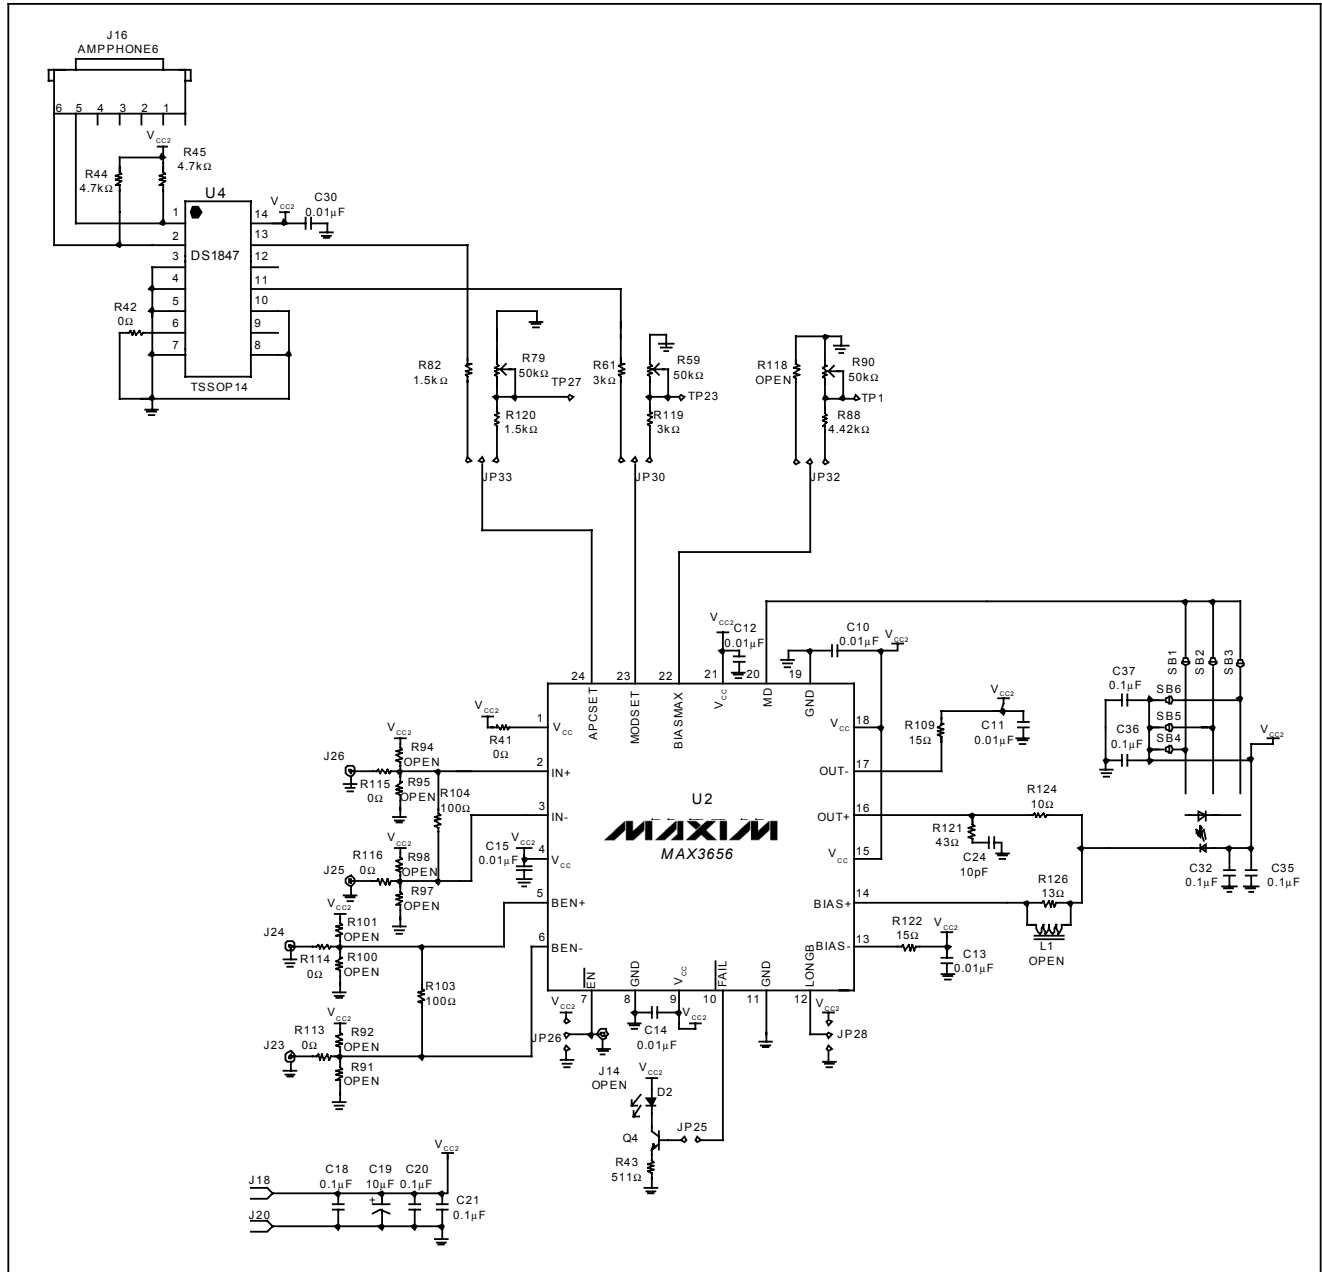 J16
AMPPHONE6
6 5 4 3 2 1
VCC2
R45
4.7kΩ
R44
4.7kΩ
U4
VCC2
C30
0.01µF
1
2
3
4
5
6
7
14
13
12
11
10
9
8
DS1847
TSSOP14
R42
0Ω
R82
1.5kΩ
R79
50kΩ
TP27
R120
1.5kΩ
JP33
R61
3kΩ
R59
50kΩ
TP23
R119
3kΩ
JP30
R118
OPEN
R90
50kΩ
TP1
R88
4.42kΩ
JP32
VCC2
C12
0.01µF
C10
0.01µF
VCC2
24 23 22 21 20 19
APCSET
MODSET
BIASMAX
VCC
MD
GND
VCC2
R41
0Ω
1
VCC
2
IN+
3
IN-
4
VCC
5
BEN+
6
BEN-
U2
MAXIM
MAX3656
18
VCC
17
OUT-
16
OUT+
15
VCC
14
BIAS+
13
BIAS-
EN
GND
VCC
FAIL
GND
LONGB
7 8 9 10 11 12
J26
R115
0Ω
VCC2
R94
OPEN
R95
OPEN
R104
100Ω
J25
R116
0Ω
VCC2
R98
OPEN
R97
OPEN
C15
0.01µF
VCC2
J24
R114
0Ω
VCC2
R101
OPEN
R100
OPEN
R103
100Ω
J23
R113
0Ω
VCC2
R92
OPEN
R91
OPEN
VCC2
JP26
J14
OPEN
C14
0.01µF
VCC2
VCC2
JP28
VCC2
D2
Q4
JP25
R43
511Ω
R109
15Ω
VCC2
C11
0.01µF
R121
43Ω
C24
10pF
R124
10Ω
R126
13Ω
L1
OPEN
R122
15Ω
VCC2
C13
0.01µF
SB1
SB2
SB3
C37
0.1µF
SB6
SB5
C36
0.1µF
SB4
VCC2
C32
0.1µF
C35
0.1µF
J18
J20
C18
0.1µF
C19
10µF
+
C20
0.1µF
VCC2
C21
0.1µF